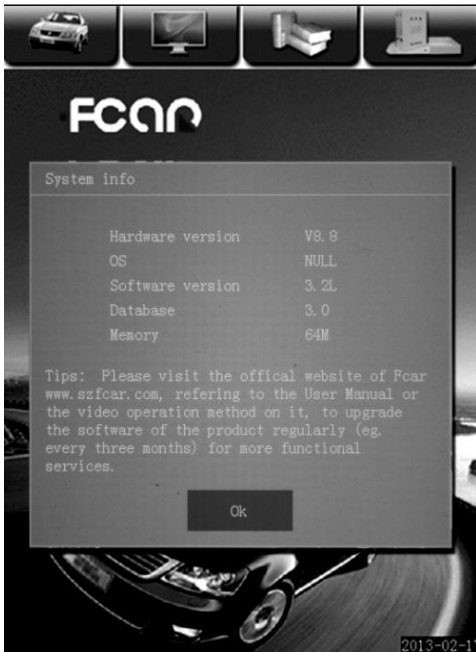 FCAR
System info
Hardware version V8.8
OS NULL
Software version 3.2L
Database 3.0
Memory 64M
Tips: Please visit the offical website of Fcar
www.szfcar.com, refering to the User Manual or
the video operation method on it, to upgrade
the software of the product regularly (eg.
every three months) for more functional
services.
Ok